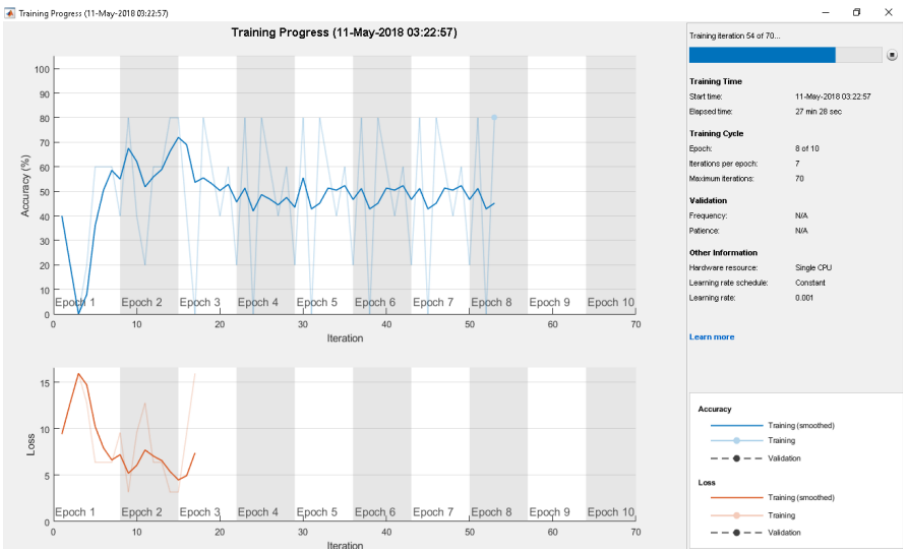 Training Progress (11-May-2018 03:22:57)
Training Progress (11-May-2018 03:22:57)
Accuracy (%)
100
90
80
70
60
50
40
30
20
10
0
Epoch 1 Epoch 2 Epoch 3 Epoch 4 Epoch 5 Epoch 6 Epoch 7 Epoch 8 Epoch 9 Epoch 10
0 10 20 30 40 50 60 70
Iteration
Loss
15
10
5
0
Epoch 1 Epoch 2 Epoch 3 Epoch 4 Epoch 5 Epoch 6 Epoch 7 Epoch 8 Epoch 9 Epoch 10
0 10 20 30 40 50 60 70
Iteration
Training iteration 54 of 70...
Training Time
Start time: 11-May-2018 03:22:57
Elapsed time: 27 min 28 sec
Training Cycle
Epoch: 8 of 10
Iterations per epoch: 7
Maximum iterations: 70
Validation
Frequency: N/A
Patience: N/A
Other Information
Hardware resource: Single CPU
Learning rate schedule: Constant
Learning rate: 0.001
Learn more
Accuracy
Training (smoothed)
Training
Validation
Loss
Training (smoothed)
Training
Validation